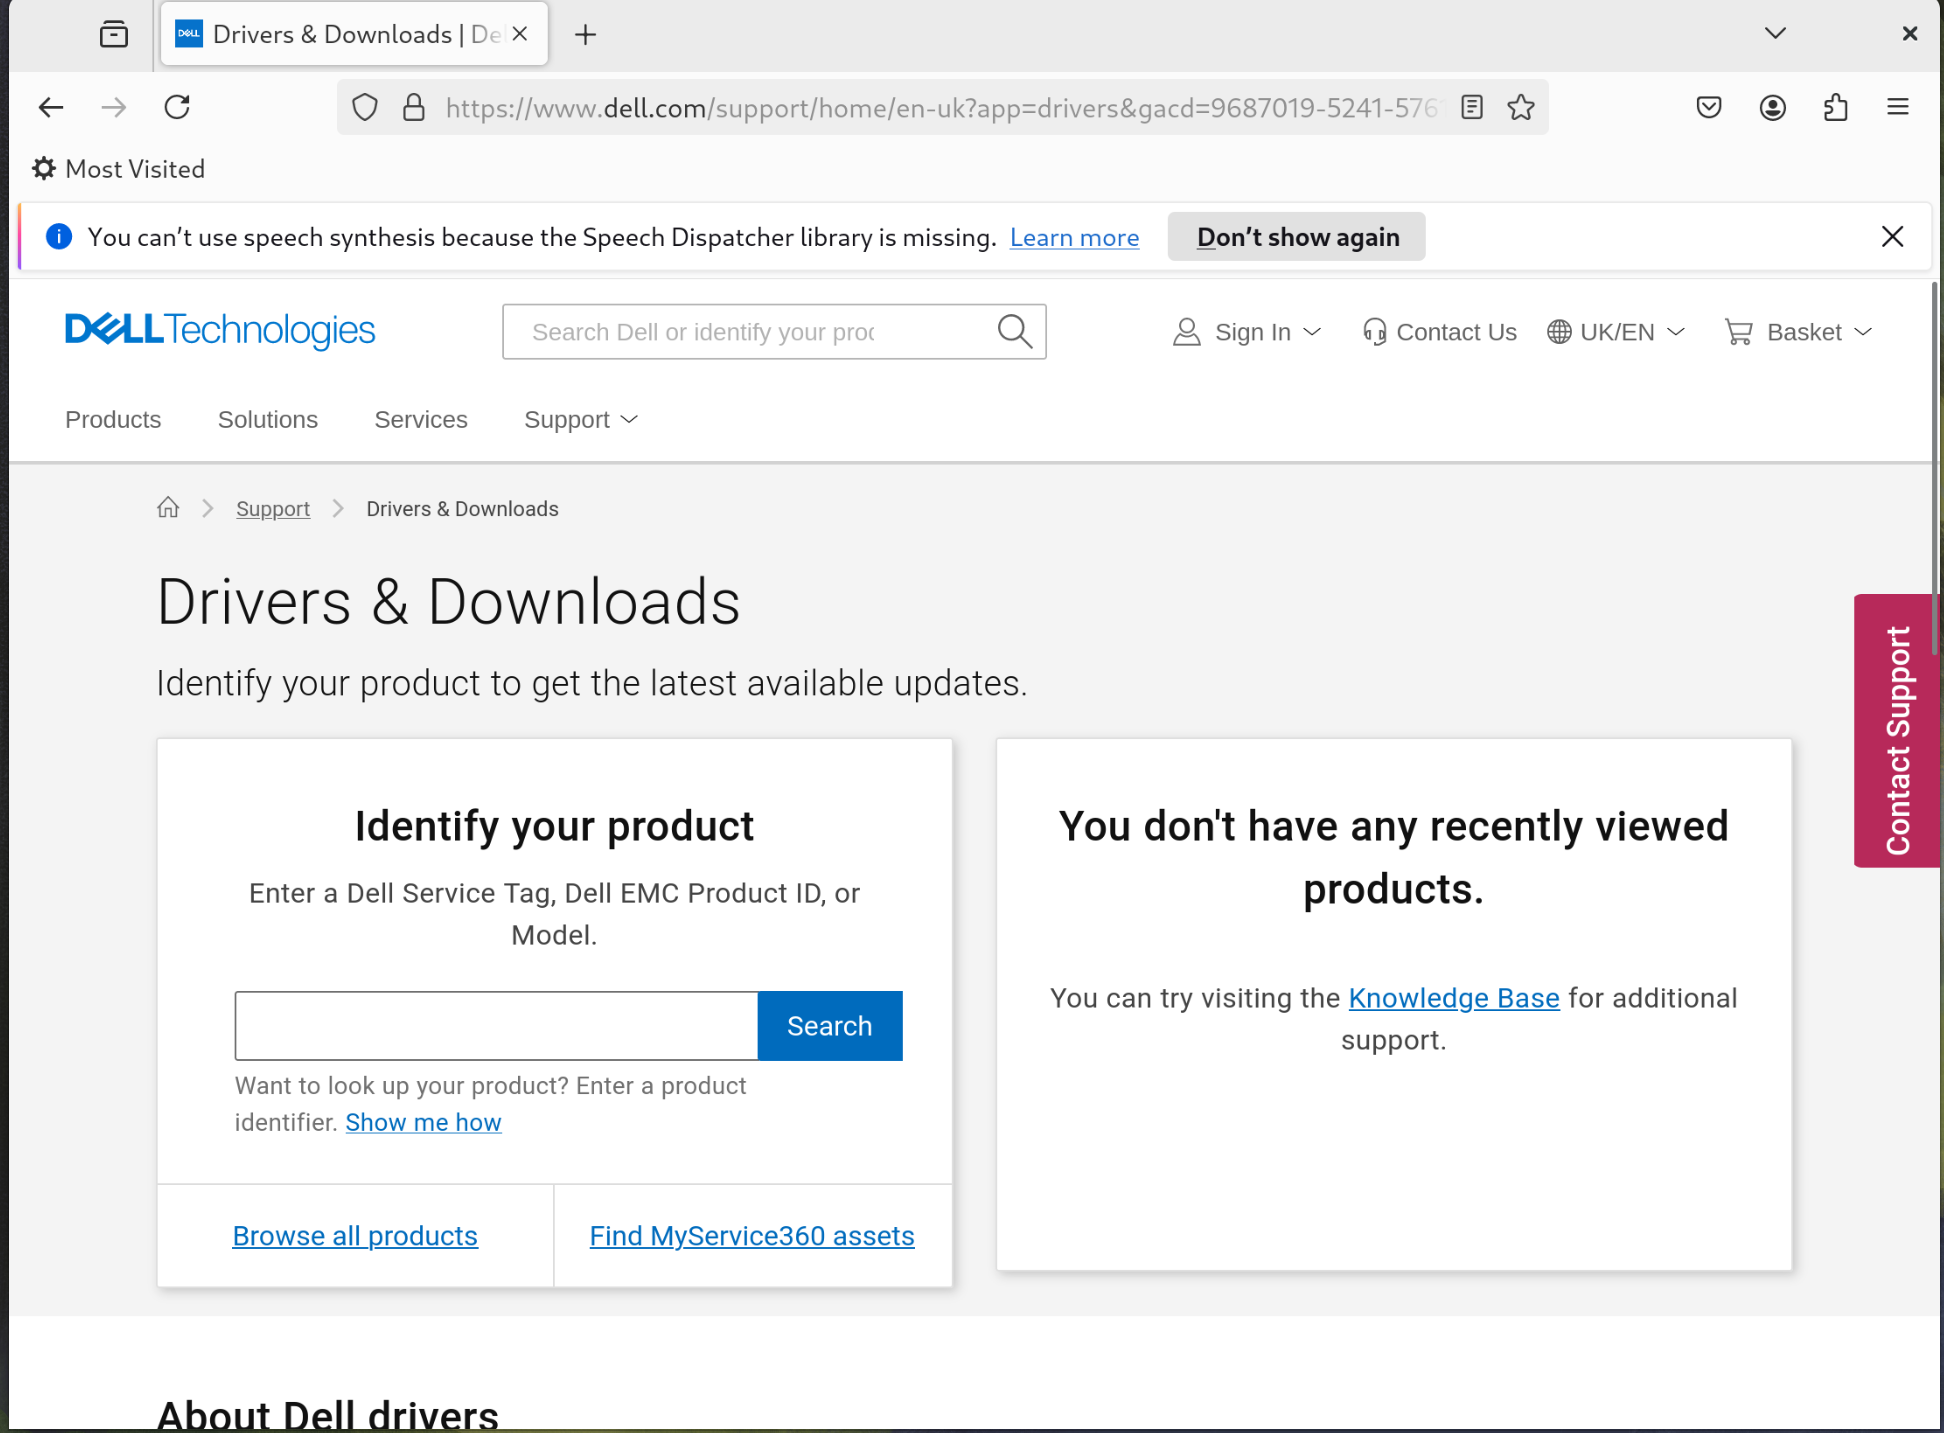 DELL Drivers & Downloads | De
https://www.dell.com/support/home/en-uk?app=drivers&gacd=9687019-5241-576
Most Visited
You can't use speech synthesis because the Speech Dispatcher library is missing. Learn more Don't show again
DELL Technologies
Search Dell or identify your prod
Sign In Contact Us UK/EN Basket
Products Solutions Services Support
Support Drivers & Downloads
Drivers & Downloads
Identify your product to get the latest available updates.
Contact Support
Identify your product
Enter a Dell Service Tag, Dell EMC Product ID, or
Model.
Search
Want to look up your product? Enter a product
identifier. Show me how
Browse all products Find MyService360 assets
You don't have any recently viewed
products.
You can try visiting the Knowledge Base for additional
support.
About Dell drivers